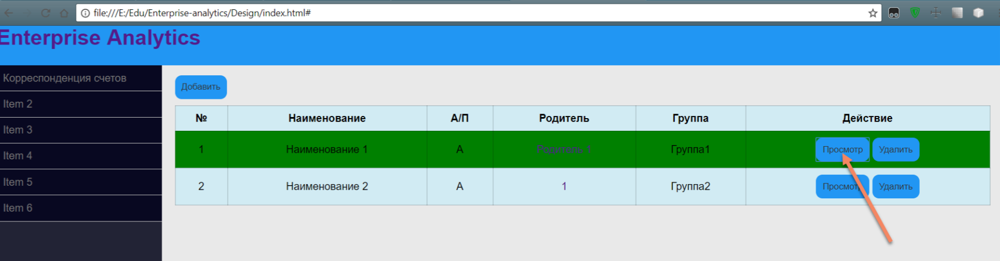 file:///E:/Edu/Enterprise-analytics/Design/index.html#
Enterprise Analytics
Корреспонденция счетов
Item 2
Item 3
Item 4
Item 5
Item 6
Добавить
№ Наименование А/П Родитель Группа Действие
1 Наименование 1 А Родитель 1 Группа1 Просмотр Удалить
2 Наименование 2 А 1 Группа2 Просмотр Удалить